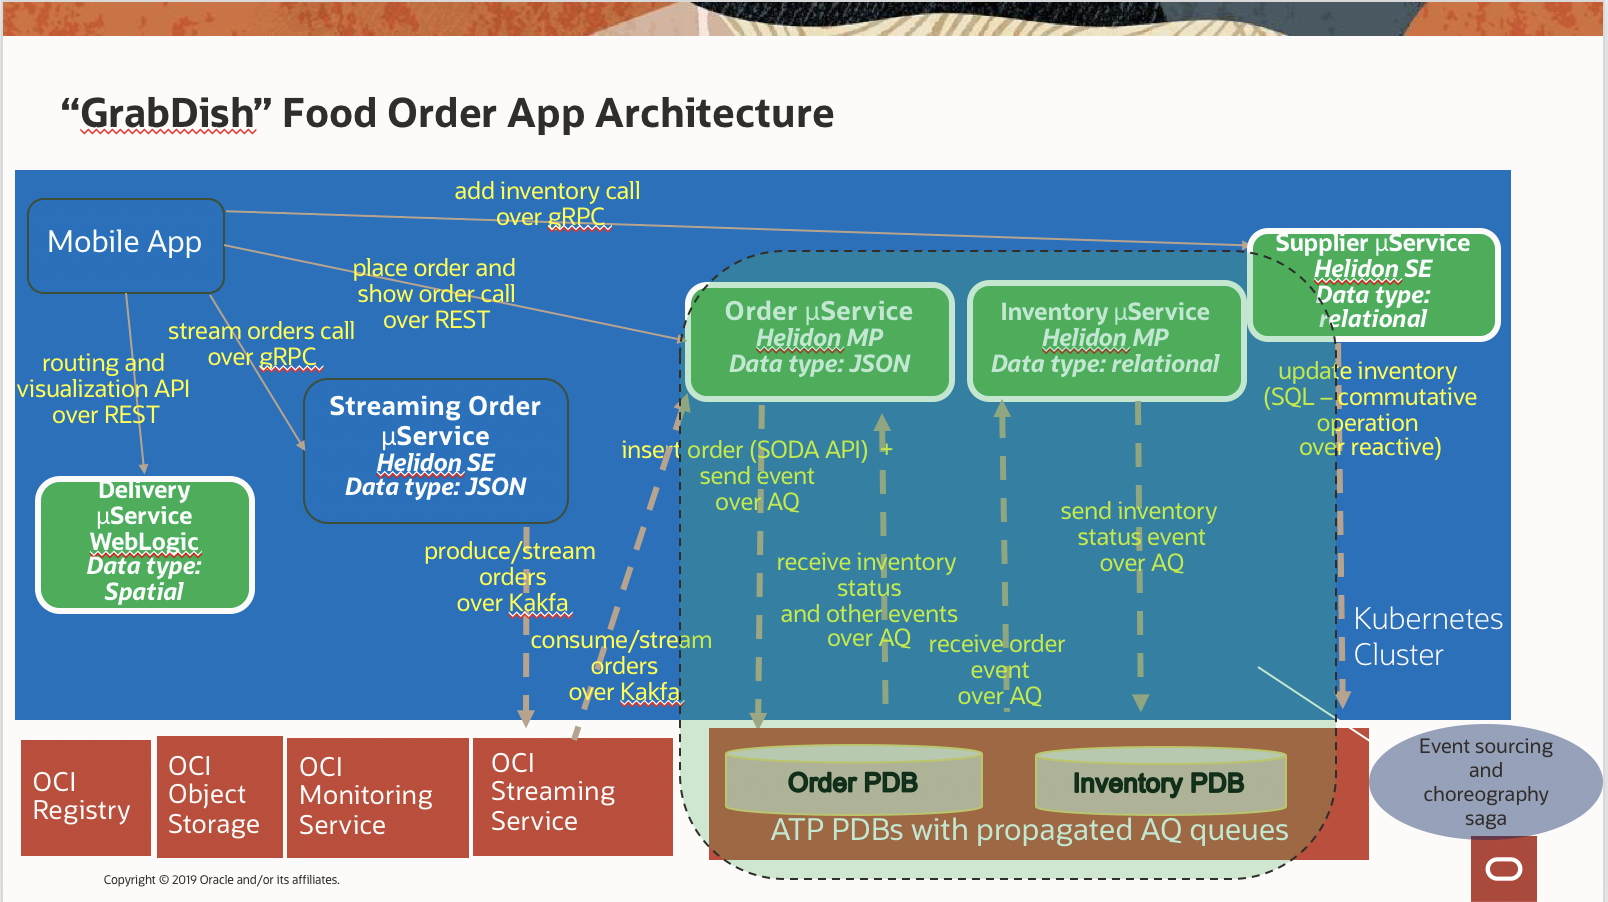 “GrabDish” Food Order App Architecture
add inventory call
over gRPC
Mobile App
place order and
show order call
over REST
stream orders call
over gRPC
routing and
visualization API
over REST
Supplier µService
Helidon SE
Data type:
relational
Order µService
Helidon MP
Data type: JSON
Inventory µService
Helidon MP
Data type: relational
Streaming Order
µService
Helidon SE
Data type: JSON
update inventory
(SQL – commutative
operation
over reactive)
insert order (SODA API) +
send event
over AQ
Delivery
µService
WebLogic
Data type:
Spatial
produce/stream
orders
over Kakfa
send inventory
status event
over AQ
receive inventory
status
and other events
over AQ
consume/stream
orders
over Kakfa
receive order
event
over AQ
Kubernetes
Cluster
OCI
Registry
OCI
Object
Storage
OCI
Monitoring
Service
OCI
Streaming
Service
Order PDB
Inventory PDB
ATP PDBs with propagated AQ queues
Event sourcing
and
choreography
saga
Copyright © 2019 Oracle and/or its affiliates.